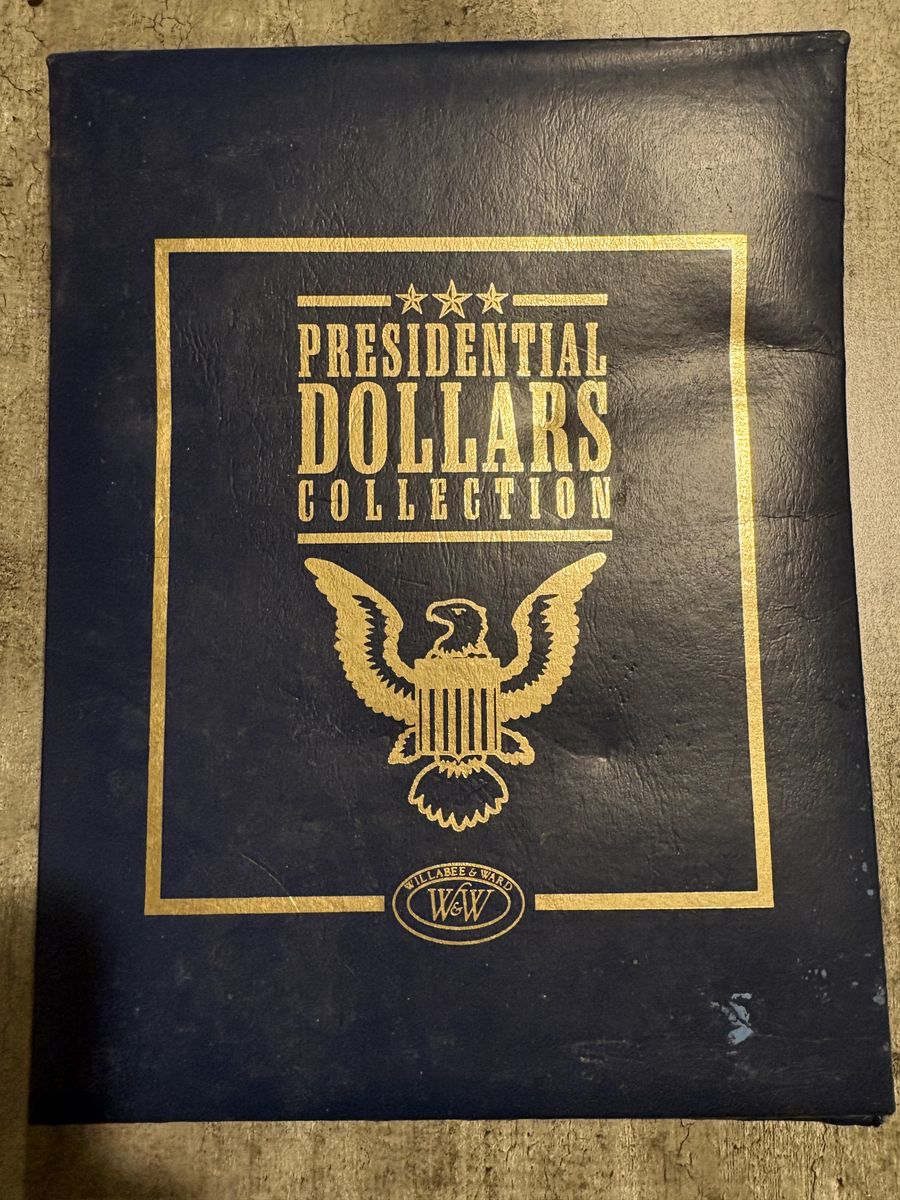 PRESIDENTIAL
DOLLARS
COLLECTION
WILLABEE & WARD
W&W